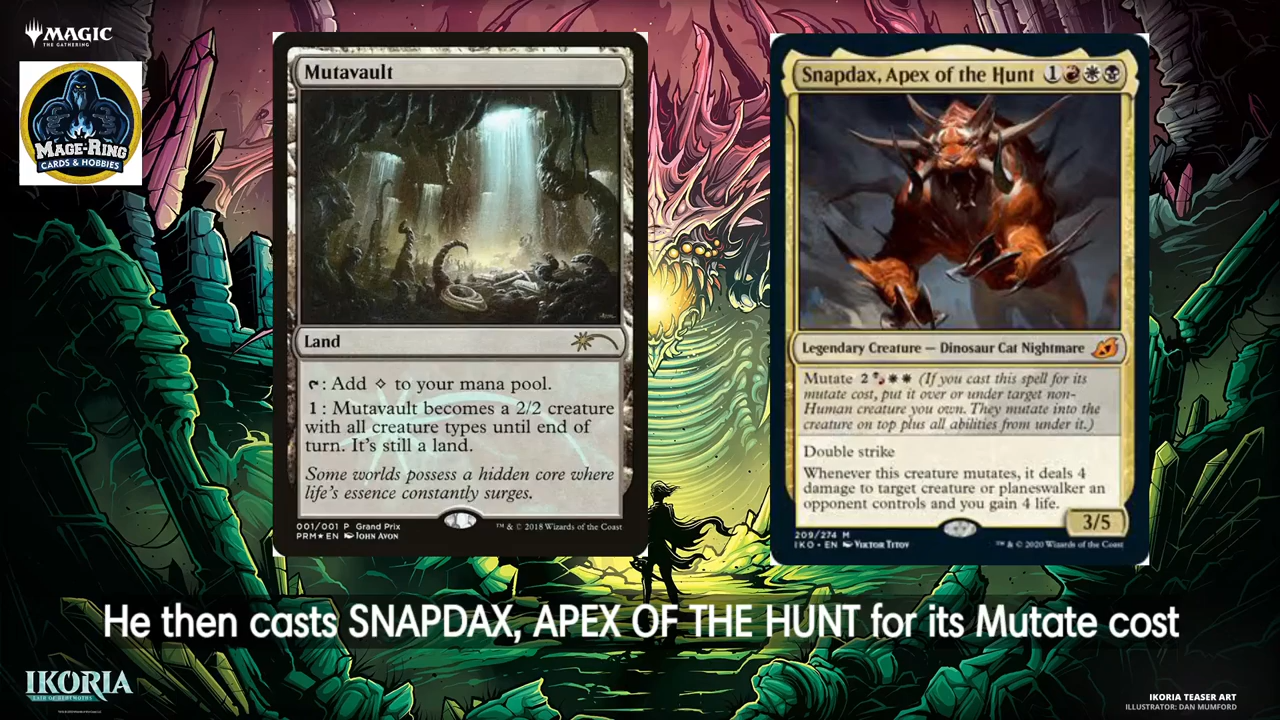 MAGIC
THE GATHERING
MAGE-RING
CARDS & HOBBIES
Mutavault
Land
: Add to your mana pool.
1 : Mutavault becomes a 2/2 creature
with all creature types until end of
turn. It's still a land.
Some worlds possess a hidden core where
life's essence constantly surges.
001/001 P Grand Prix
PRM★EN JOHN AVON
™ & © 2018 Wizards of the Coast
Snapdax, Apex of the Hunt 1
Legendary Creature — Dinosaur Cat Nightmare
Mutate 2 (If you cast this spell for its
mutate cost, put it over or under target non-
Human creature you own. They mutate into the
creature on top plus all abilities from under it.)
Double strike
Whenever this creature mutates, it deals 4
damage to target creature or planeswalker an
opponent controls and you gain 4 life.
3/5
209/274 M
IKO • EN VIKTOR TITOV
™ & © 2020 Wizards of the Coast
He then casts SNAPDAX, APEX OF THE HUNT for its Mutate cost
IKORIA
LAIR OF BEHEMOTHS
IKORIA TEASER ART
ILLUSTRATOR: DAN MUMFORD